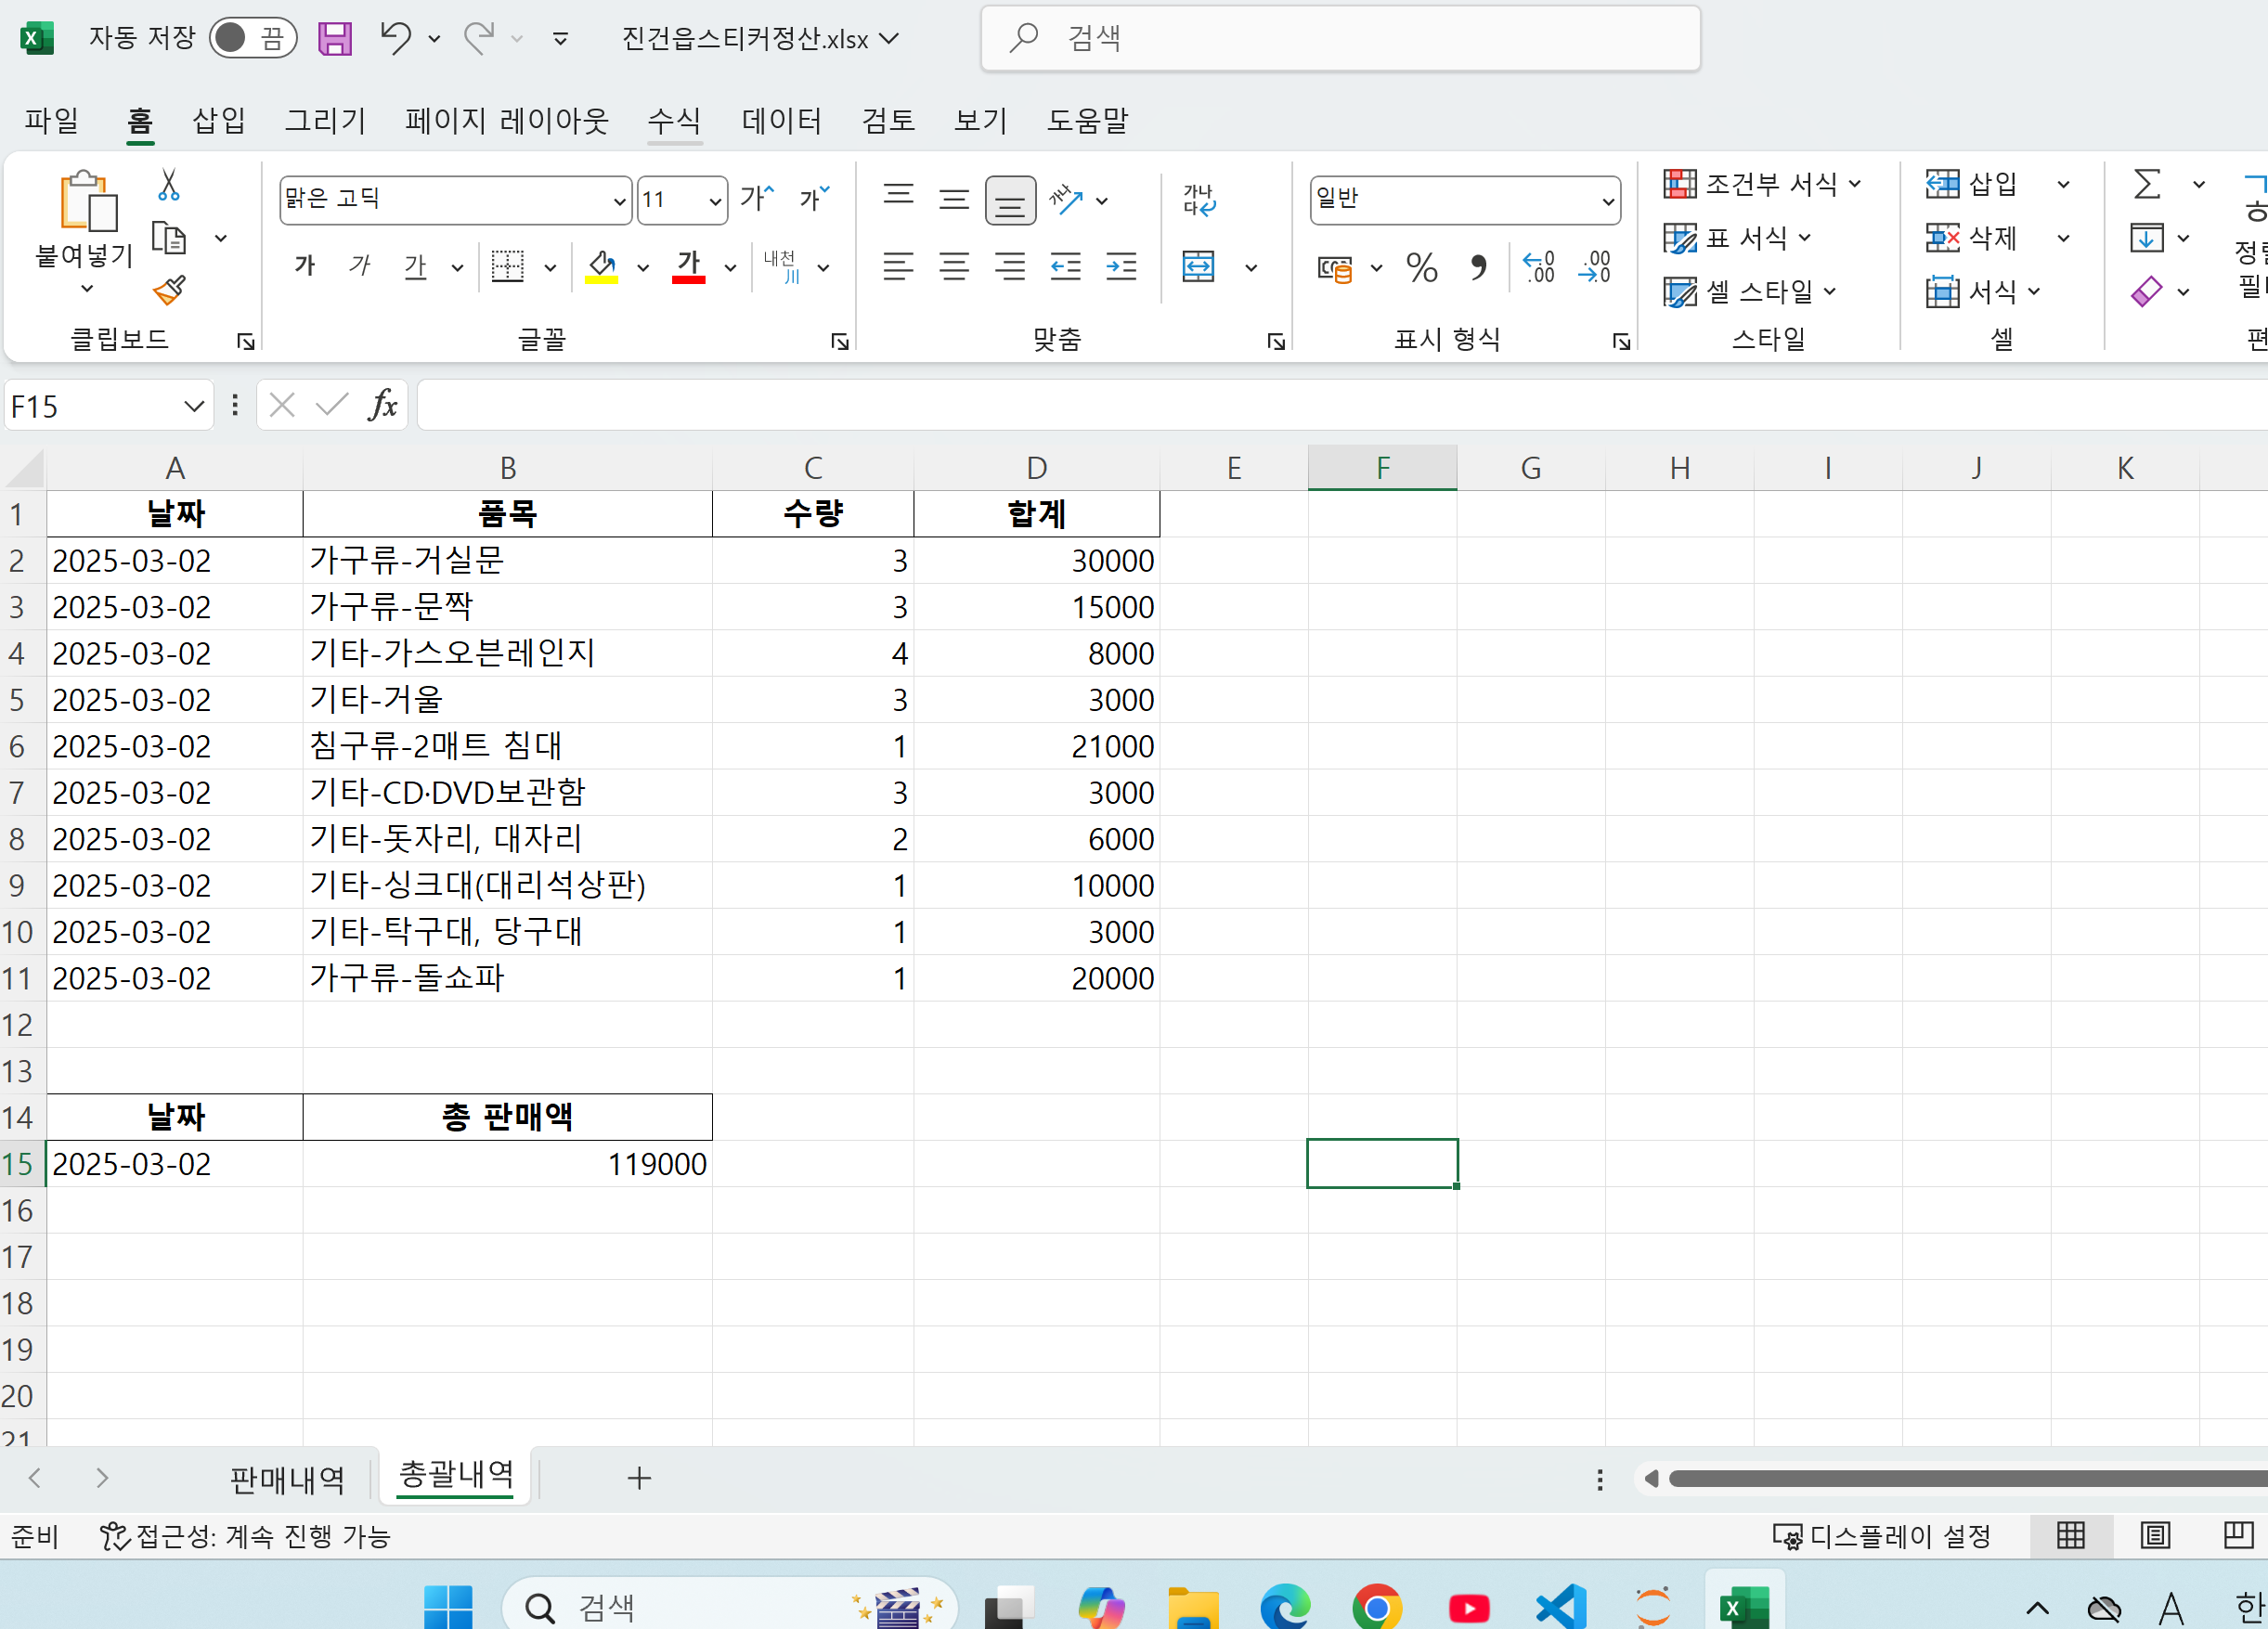 자동 저장 끔 진건읍스티커정산.xlsx 검색
파일 홈 삽입 그리기 페이지 레이아웃 수식 데이터 검토 보기 도움말
붙여넣기
클립보드
맑은 고딕 11 가 가
가 가 가 가 내천 川
글꼴
가나다
맞춤
일반
% , .0 .00 .00 .0
표시 형식
조건부 서식
표 서식
셀 스타일
스타일
삽입
삭제
서식
셀
F15 fx
A B C D E F G H I J K
1 날짜 품목 수량 합계
2 2025-03-02 가구류-거실문 3 30000
3 2025-03-02 가구류-문짝 3 15000
4 2025-03-02 기타-가스오븐레인지 4 8000
5 2025-03-02 기타-거울 3 3000
6 2025-03-02 침구류-2매트 침대 1 21000
7 2025-03-02 기타-CD·DVD보관함 3 3000
8 2025-03-02 기타-돗자리, 대자리 2 6000
9 2025-03-02 기타-싱크대(대리석상판) 1 10000
10 2025-03-02 기타-탁구대, 당구대 1 3000
11 2025-03-02 가구류-돌쇼파 1 20000
12
13
14 날짜 총 판매액
15 2025-03-02 119000
16
17
18
19
20
21
판매내역 총괄내역
준비 접근성: 계속 진행 가능 디스플레이 설정
검색 A 한